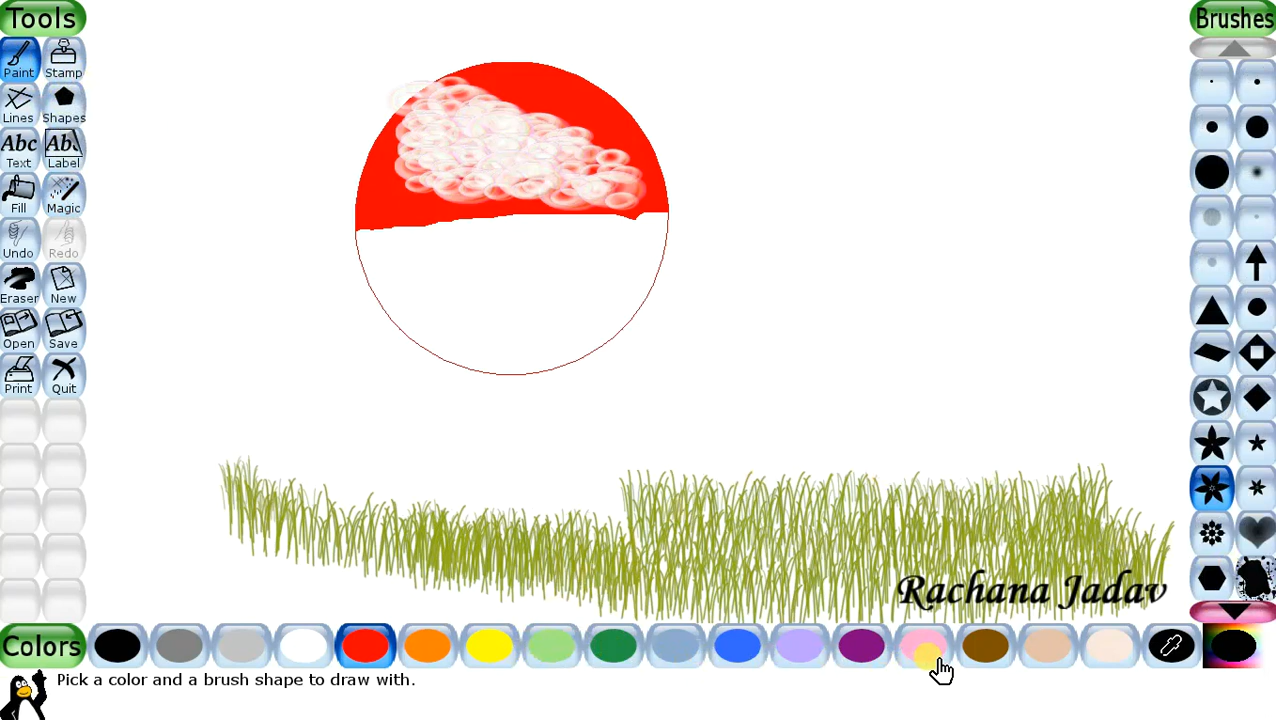 Tools
Brushes
Paint
Stamp
Lines
Shapes
Abc
Abc
Text
Label
Fill
Magic
Undo
Redo
Eraser
New
Open
Save
Print
Quit
Rachana Jadav
Colors
Pick a color and a brush shape to draw with.